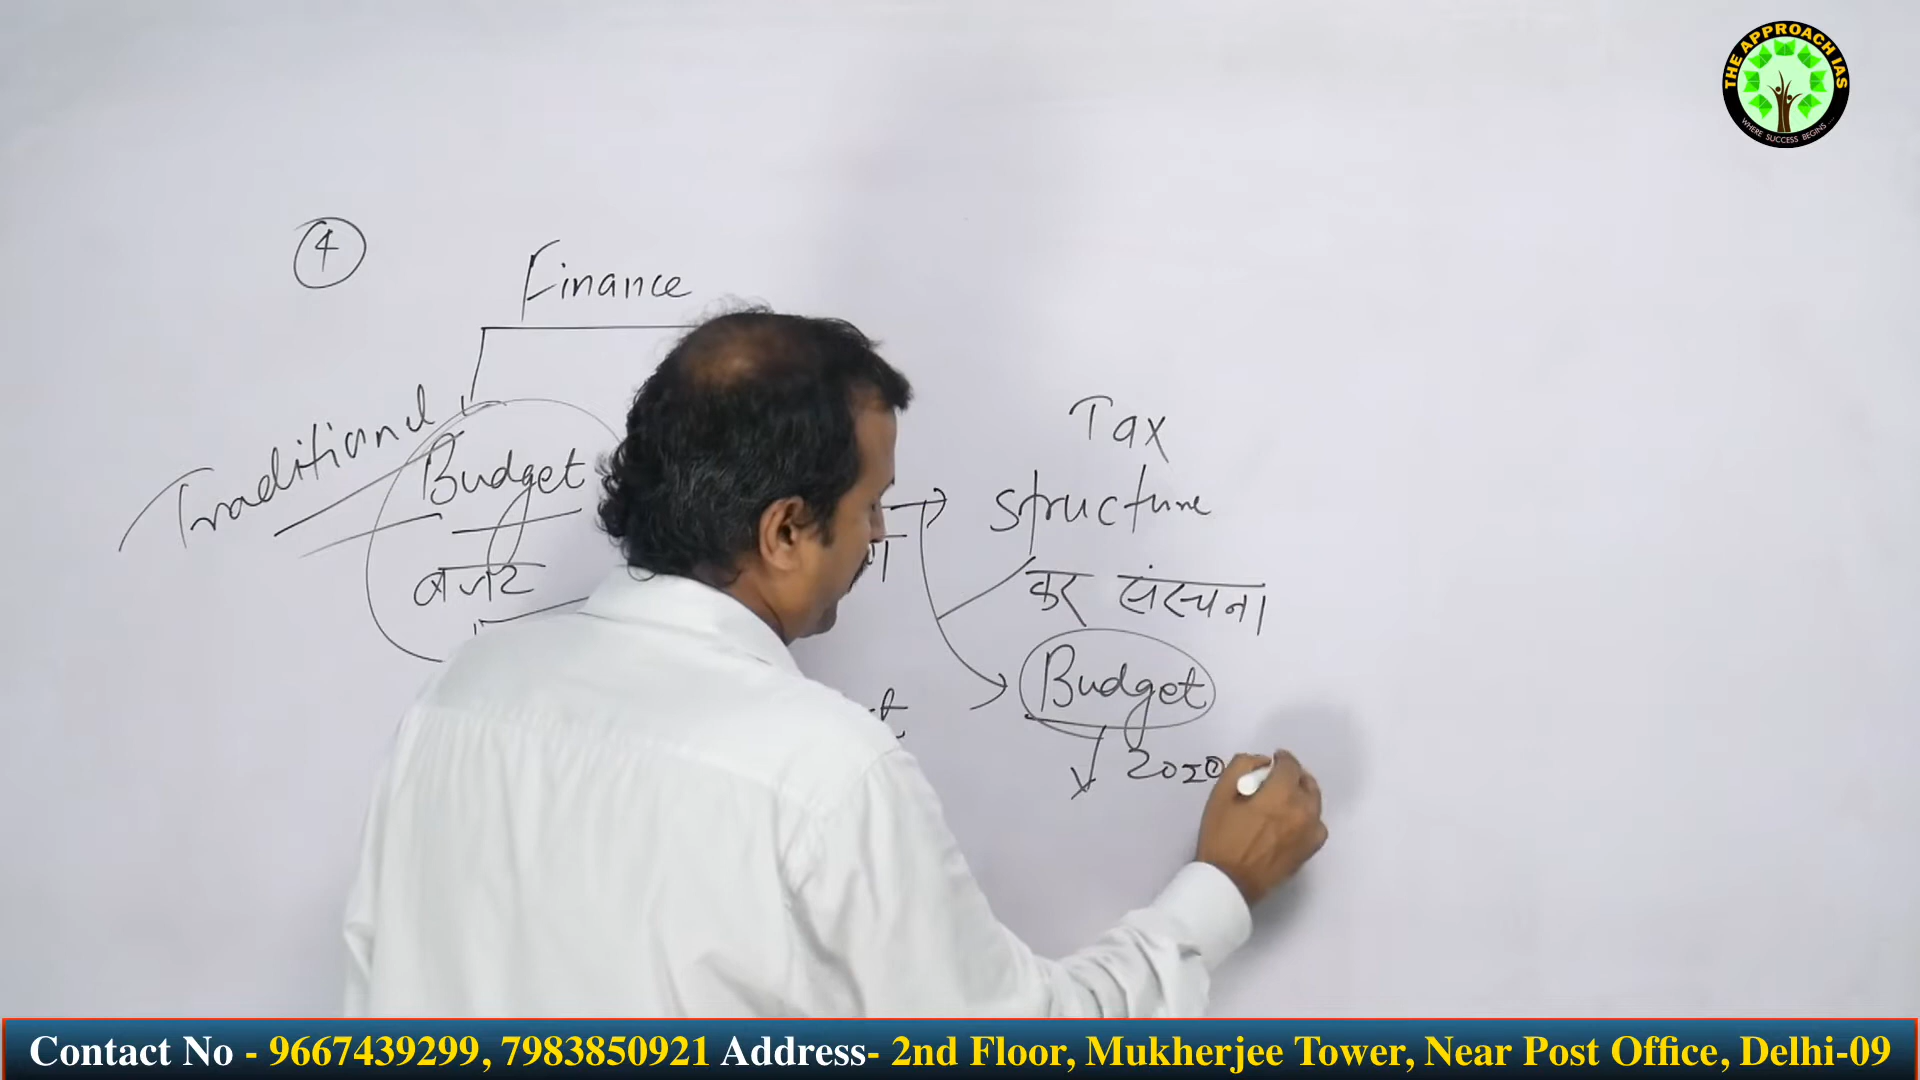 THE APPROACH IAS
WHERE SUCCESS BEGINS ....
4
Finance
Traditional
Budget
बजट
Tax
Structure
कर संरचना
Budget
2020
Contact No - 9667439299, 7983850921 Address- 2nd Floor, Mukherjee Tower, Near Post Office, Delhi-09